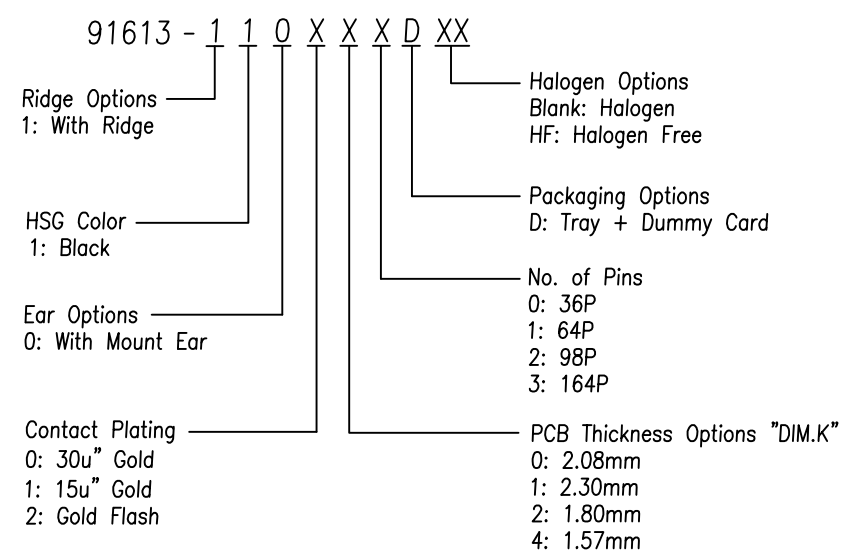 91613 - 1 1 0 X X X D XX
Ridge Options
1: With Ridge
HSG Color
1: Black
Ear Options
0: With Mount Ear
Contact Plating
0: 30u" Gold
1: 15u" Gold
2: Gold Flash
Halogen Options
Blank: Halogen
HF: Halogen Free
Packaging Options
D: Tray + Dummy Card
No. of Pins
0: 36P
1: 64P
2: 98P
3: 164P
PCB Thickness Options "DIM.K"
0: 2.08mm
1: 2.30mm
2: 1.80mm
4: 1.57mm